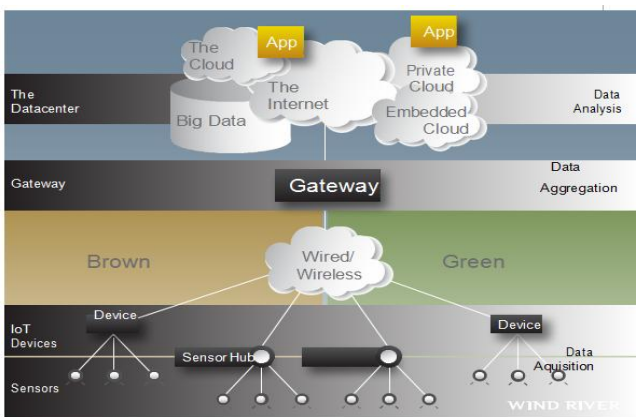 The
Cloud
App
App
The
Datacenter
Big Data
The
Internet
Private
Cloud
Embedded
Cloud
Data
Analysis
Gateway
Gateway
Data
Aggregation
Brown
Wired/
Wireless
Green
IoT
Devices
Device
Device
Sensor Hub
Data
Aquisition
Sensors
WIND RIVER